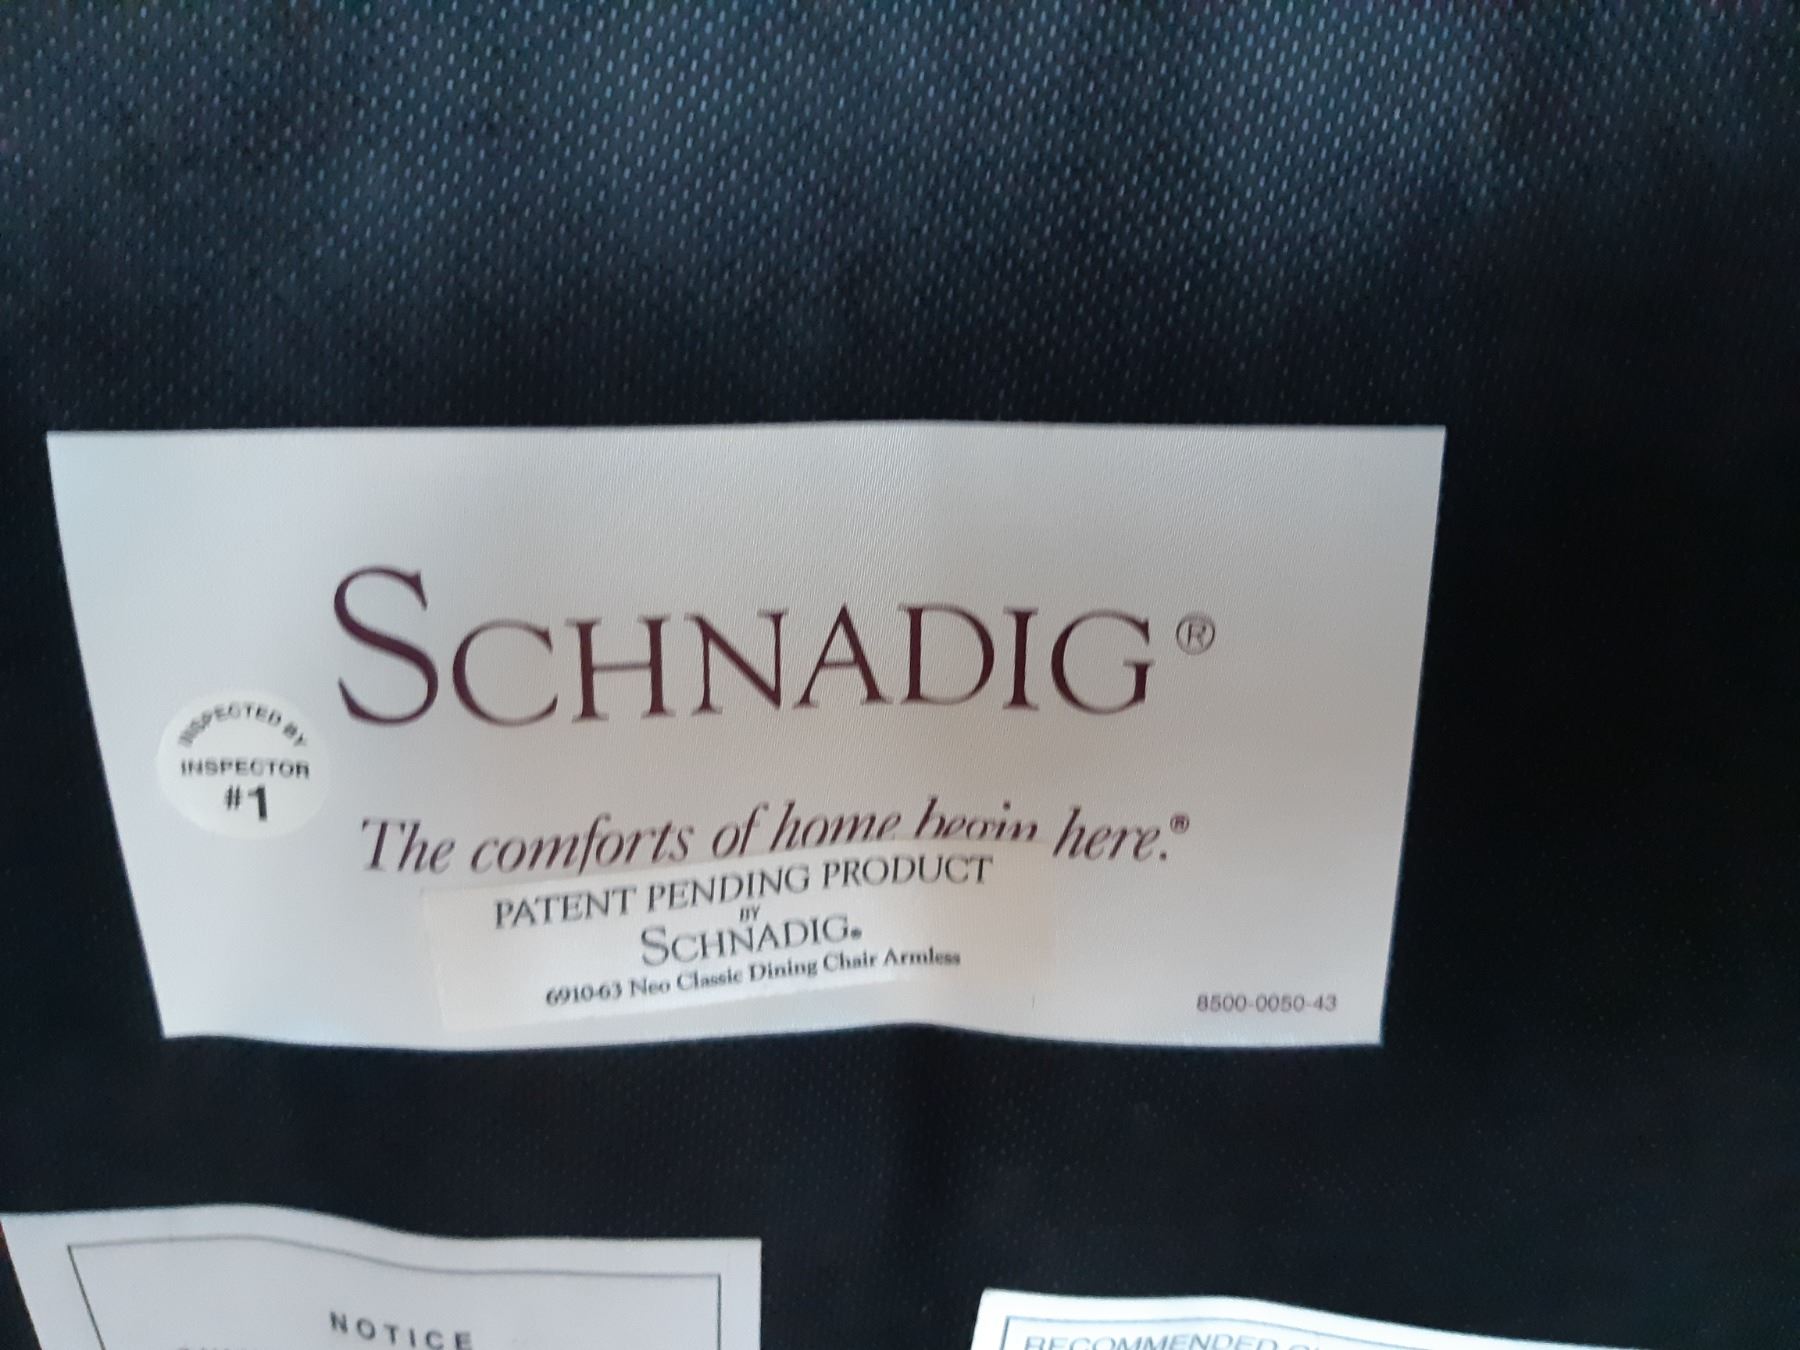 SCHNADIG®
INSPECTED BY
INSPECTOR
#1
The comforts of home begin here.®
PATENT PENDING PRODUCT
BY
SCHNADIG®
6910-63 Neo Classic Dining Chair Armless
8500-0050-43
NOTICE
RECOMMENDED